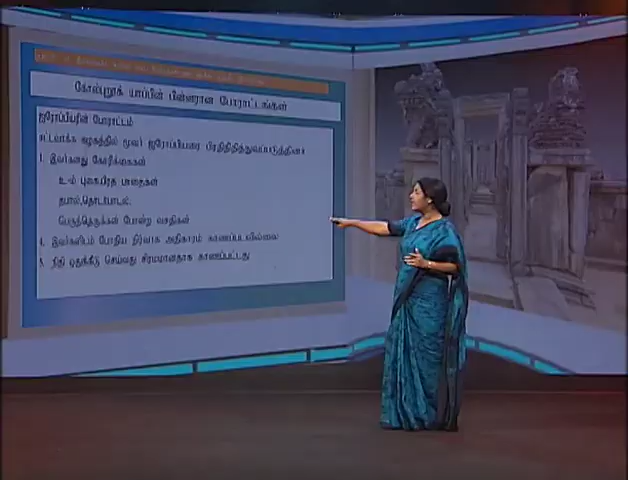 கோல்புறூக் யாப்பின் பின்னரான போராட்டங்கள்
ஐரோப்பியரின் போராட்டம்
சட்டவாக்க கழகத்தில் மூவர் ஐரோப்பியரை பிரதிநிதித்துவப்படுத்தினர்
1. இவர்களது கோரிக்கைகள்
உ-ம் புகையிரத பாதைகள்
தபால்,தொடர்பாடல்,
பெருந்தெருக்கள் போன்ற வசதிகள்
4. இவர்களிடம் போதிய நிர்வாக அதிகாரம் காணப்படவில்லை
5. நிதி ஒதுக்கீடு செய்வது சிரமமானதாக காணப்பட்டது